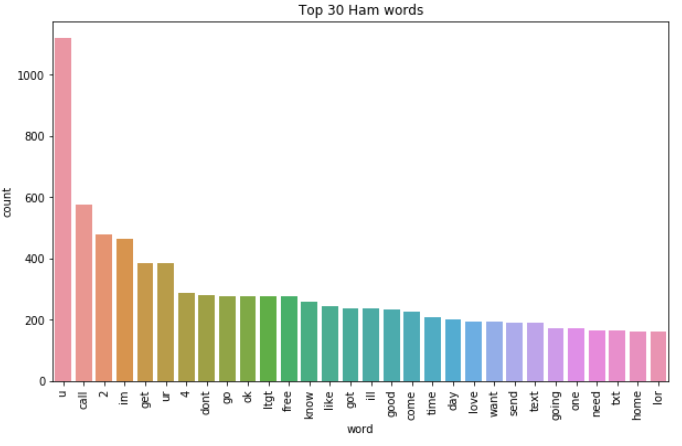 Top 30 Ham words
1000
800
600
400
200
0
count
u call 2 im get ur 4 dont go ok ltgt free know like got ill good come time day love want send text going one need txt home lor
word